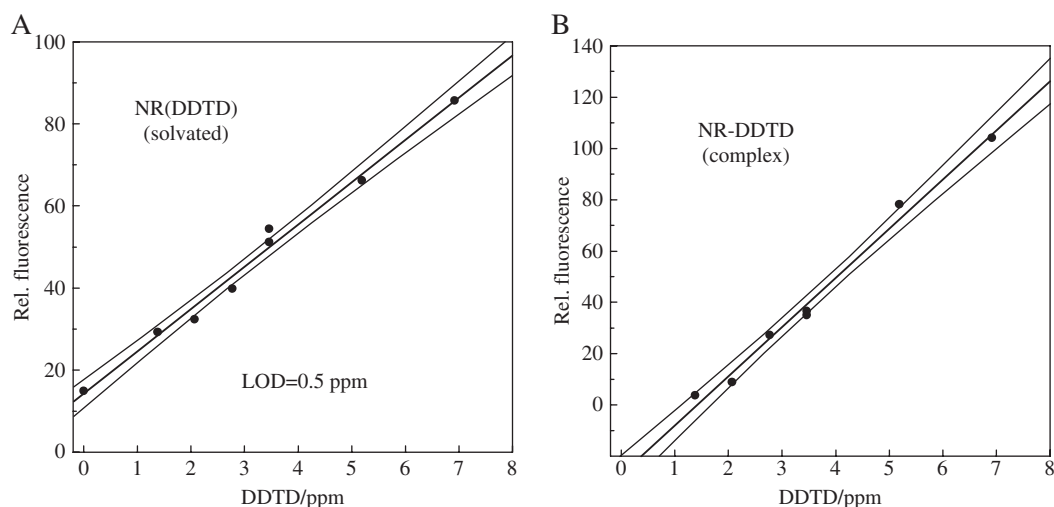 A
100
80
60
40
20
0
Rel. fluorescence
NR(DDTD)
(solvated)
LOD=0.5 ppm
0 1 2 3 4 5 6 7 8
DDTD/ppm
B
140
120
100
80
60
40
20
0
Rel. fluorescence
NR-DDTD
(complex)
0 1 2 3 4 5 6 7 8
DDTD/ppm